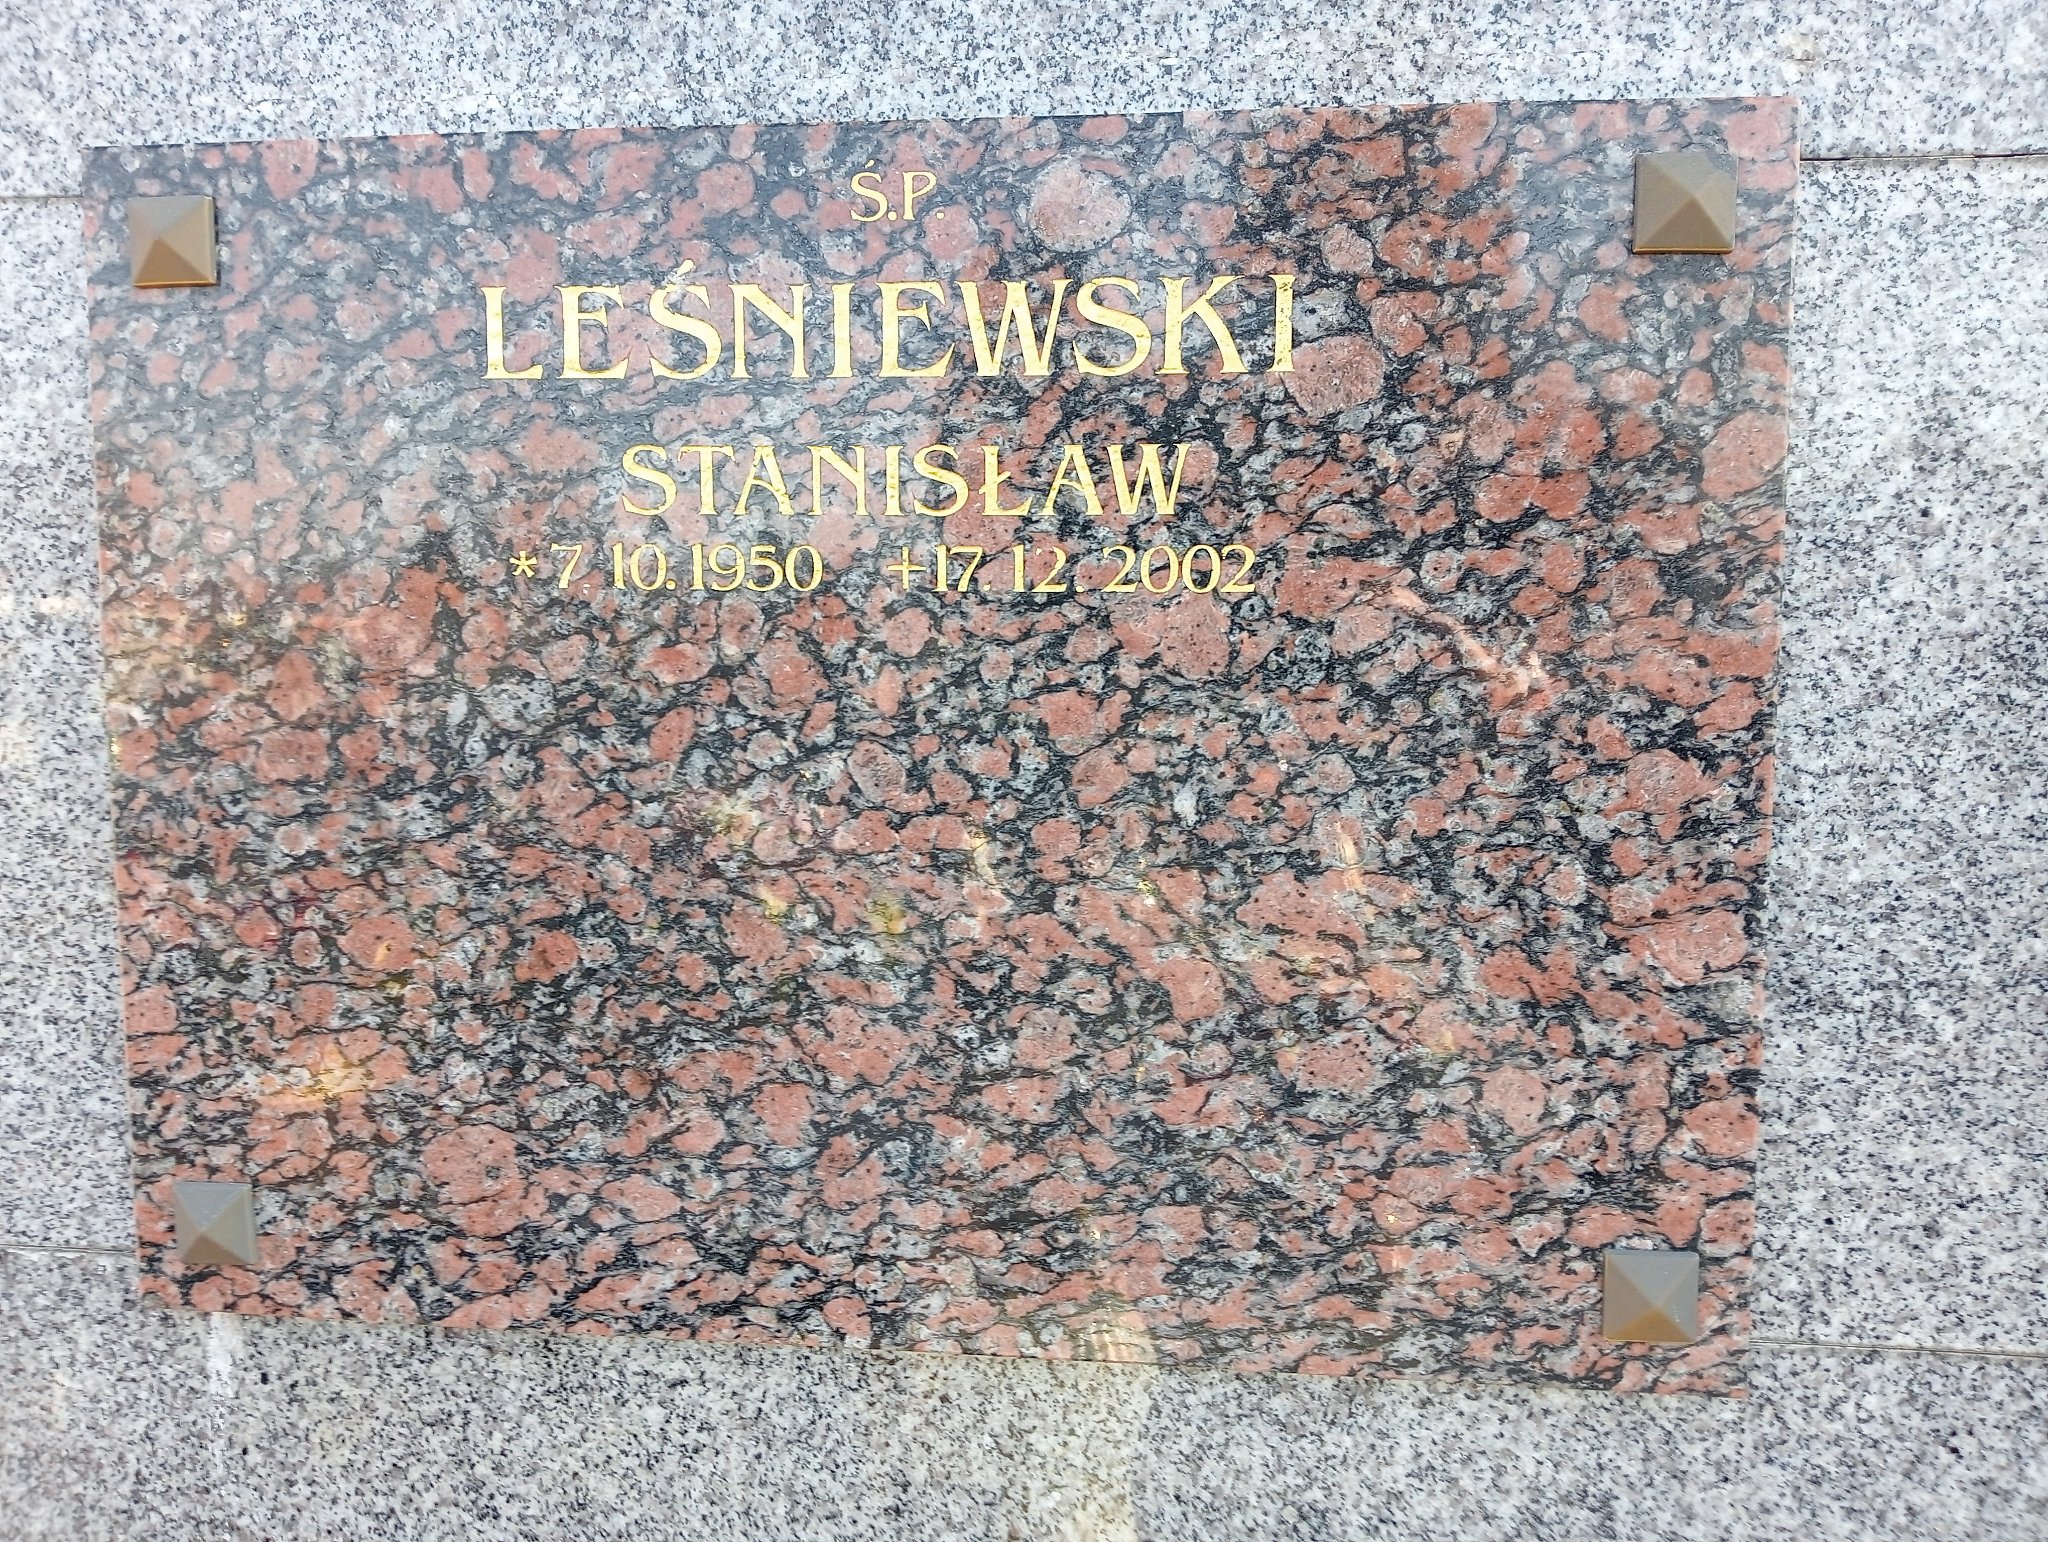 Ś.P.
LEŚNIEWSKI
STANISŁAW
*7 10.1950 +17.12.2002